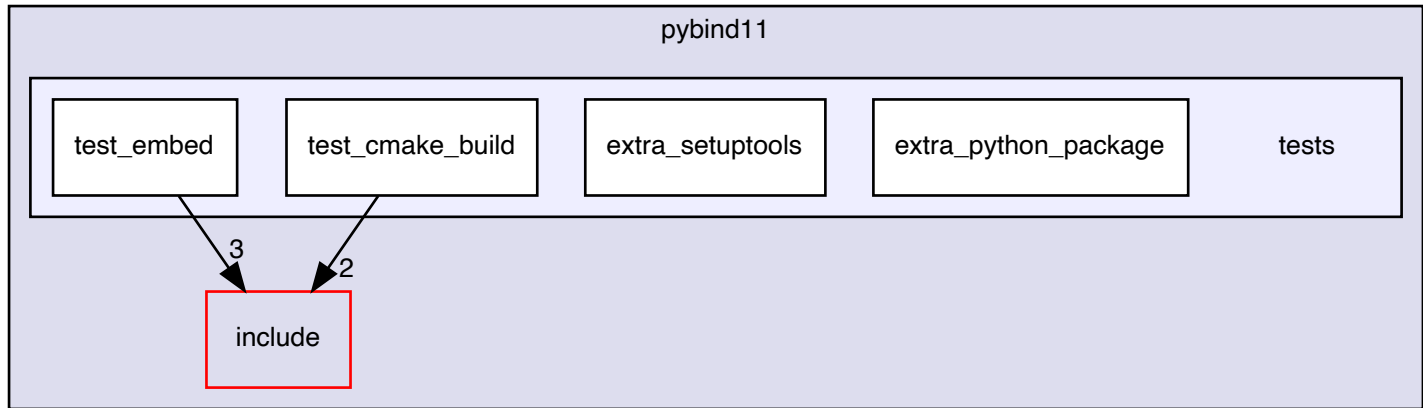 pybind11
test_embed
test_cmake_build
extra_setuptools
extra_python_package
tests
3
2
include